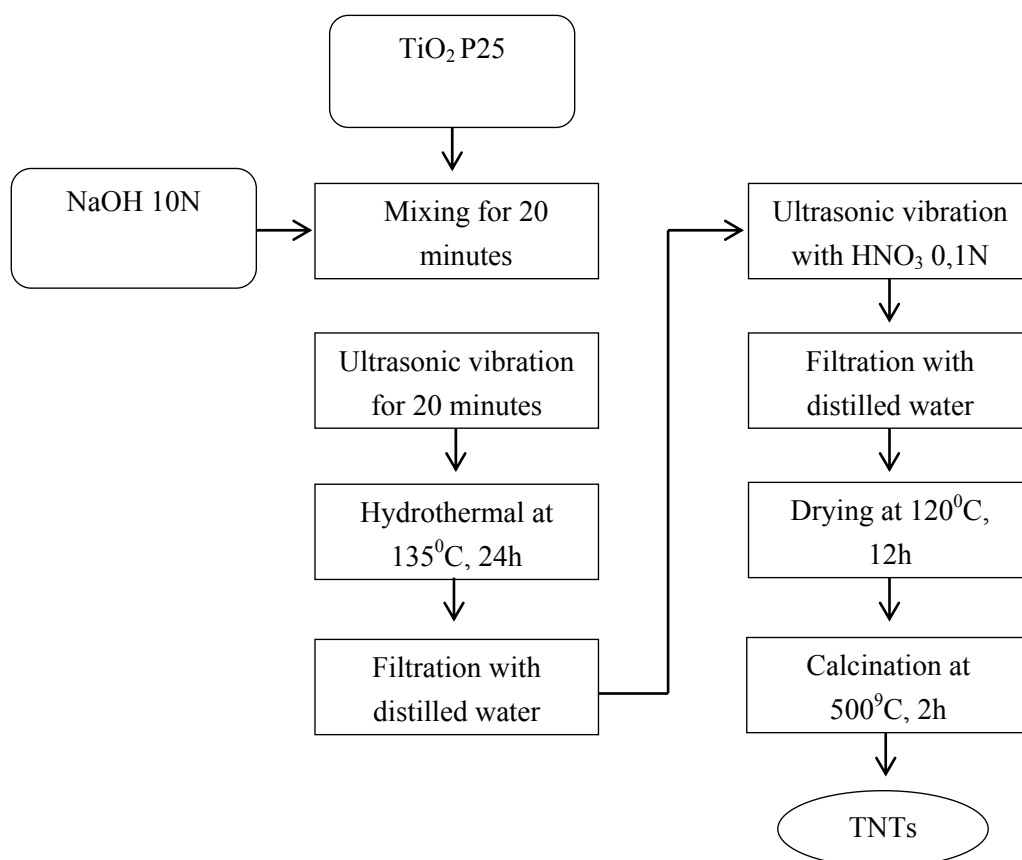 TiO₂ P25
NaOH 10N
Mixing for 20
minutes
Ultrasonic vibration
for 20 minutes
Hydrothermal at
135⁰C, 24h
Filtration with
distilled water
Ultrasonic vibration
with HNO₃ 0,1N
Filtration with
distilled water
Drying at 120⁰C,
12h
Calcination at
500⁹C, 2h
TNTs